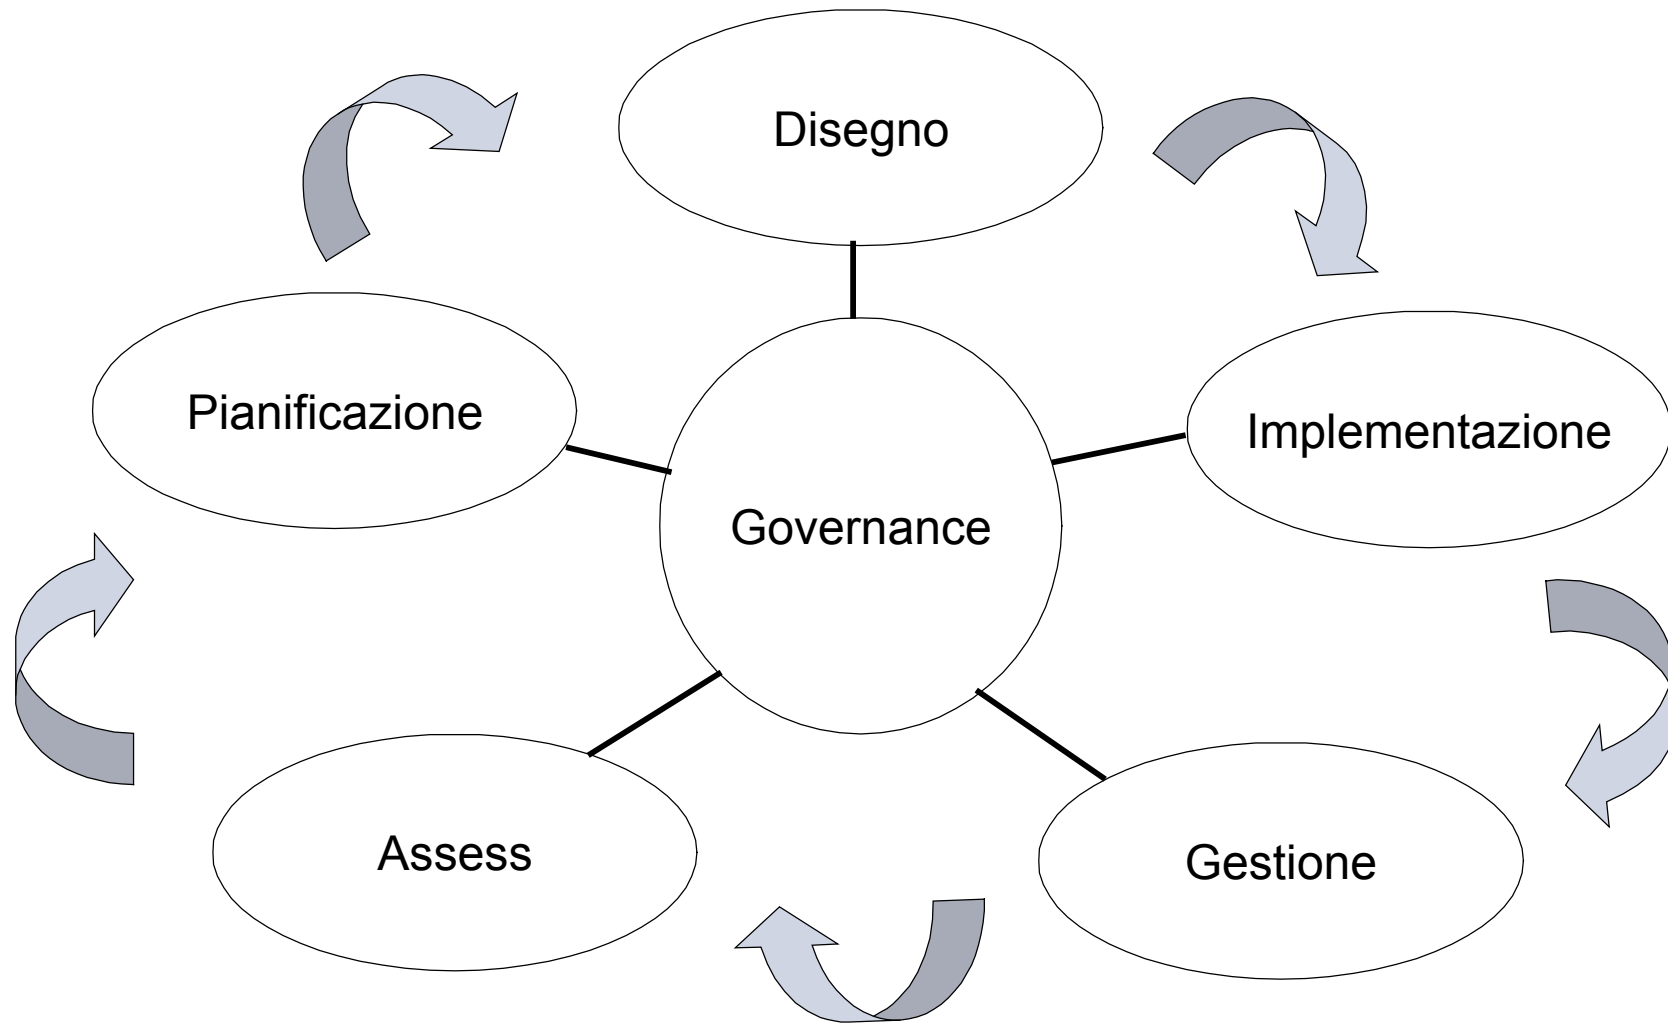 Disegno
Pianificazione
Implementazione
Governance
Assess
Gestione